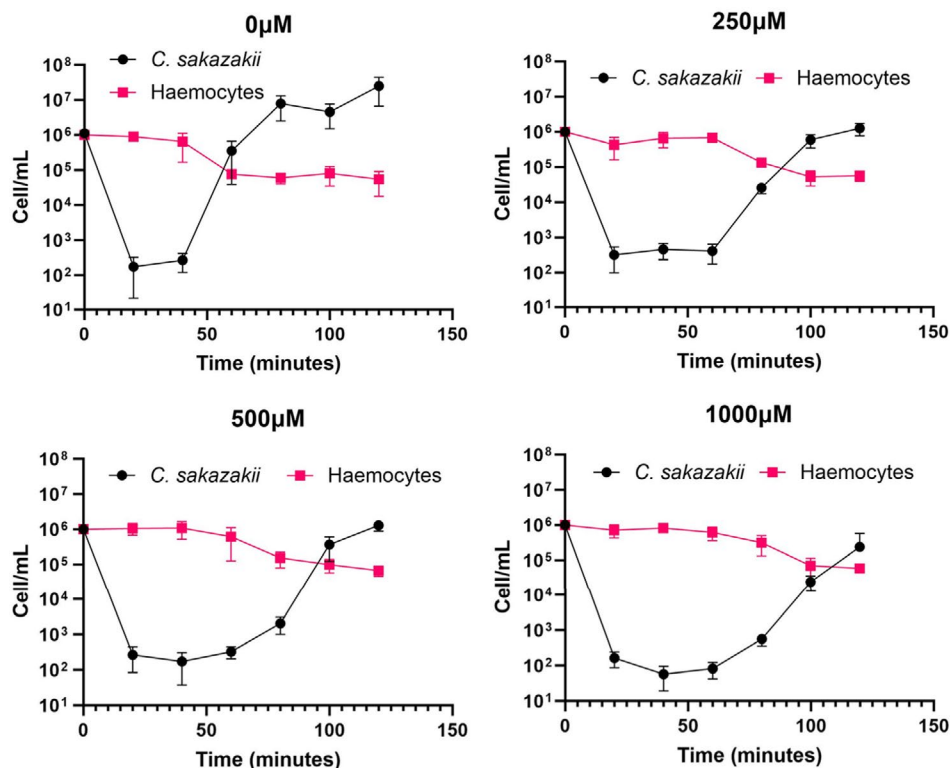 0µM
C. sakazakii
Haemocytes
10⁸
10⁷
10⁶
10⁵
10⁴
10³
10²
10¹
Cell/mL
0
50
100
150
Time (minutes)
250µM
C. sakazakii
Haemocytes
10⁸
10⁷
10⁶
10⁵
10⁴
10³
10²
10¹
Cell/mL
0
50
100
150
Time (minutes)
500µM
C. sakazakii
Haemocytes
10⁸
10⁷
10⁶
10⁵
10⁴
10³
10²
10¹
Cell/mL
0
50
100
150
Time (minutes)
1000µM
C. sakazakii
Haemocytes
10⁸
10⁷
10⁶
10⁵
10⁴
10³
10²
10¹
Cell/mL
0
50
100
150
Time (minutes)